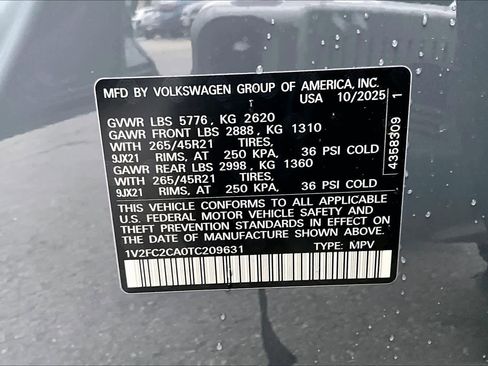 MFD. BY VOLKSWAGEN GROUP OF AMERICA, INC.
USA 10/2025
GVWR LBS 5776, KG 2620
GAWR FRONT LBS 2888, KG 1310
WITH 265/45R21 TIRES,
9JX21 RIMS, AT 250 KPA, 36 PSI COLD
GAWR REAR LBS 2998, KG 1360
WITH 265/45R21 TIRES,
9JX21 RIMS, AT 250 KPA, 36 PSI COLD
THIS VEHICLE CONFORMS TO ALL APPLICABLE
U.S. FEDERAL MOTOR VEHICLE SAFETY AND
THEFT PREVENTION STANDARDS IN EFFECT ON
THE DATE OF MANUFACTURE SHOWN ABOVE.
1V2FC2CA0TC209631 TYPE: MPV
4358309 1